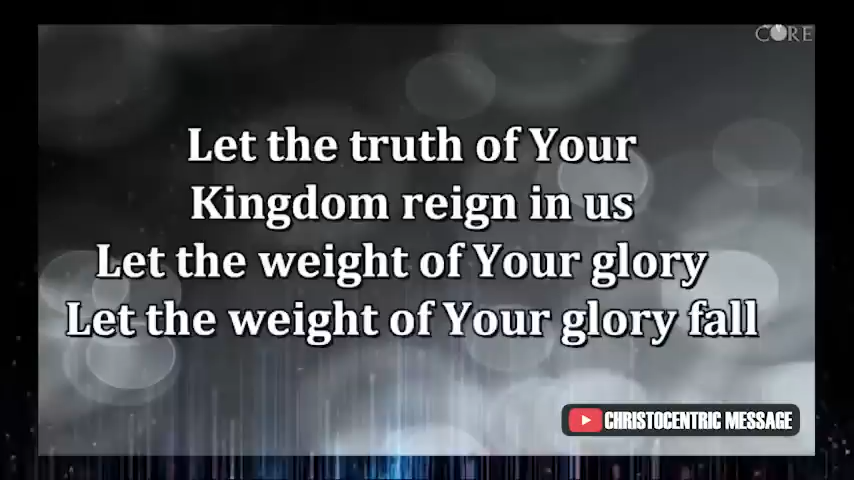 CORE
Let the truth of Your
Kingdom reign in us
Let the weight of Your glory
Let the weight of Your glory fall
CHRISTOCENTRIC MESSAGE